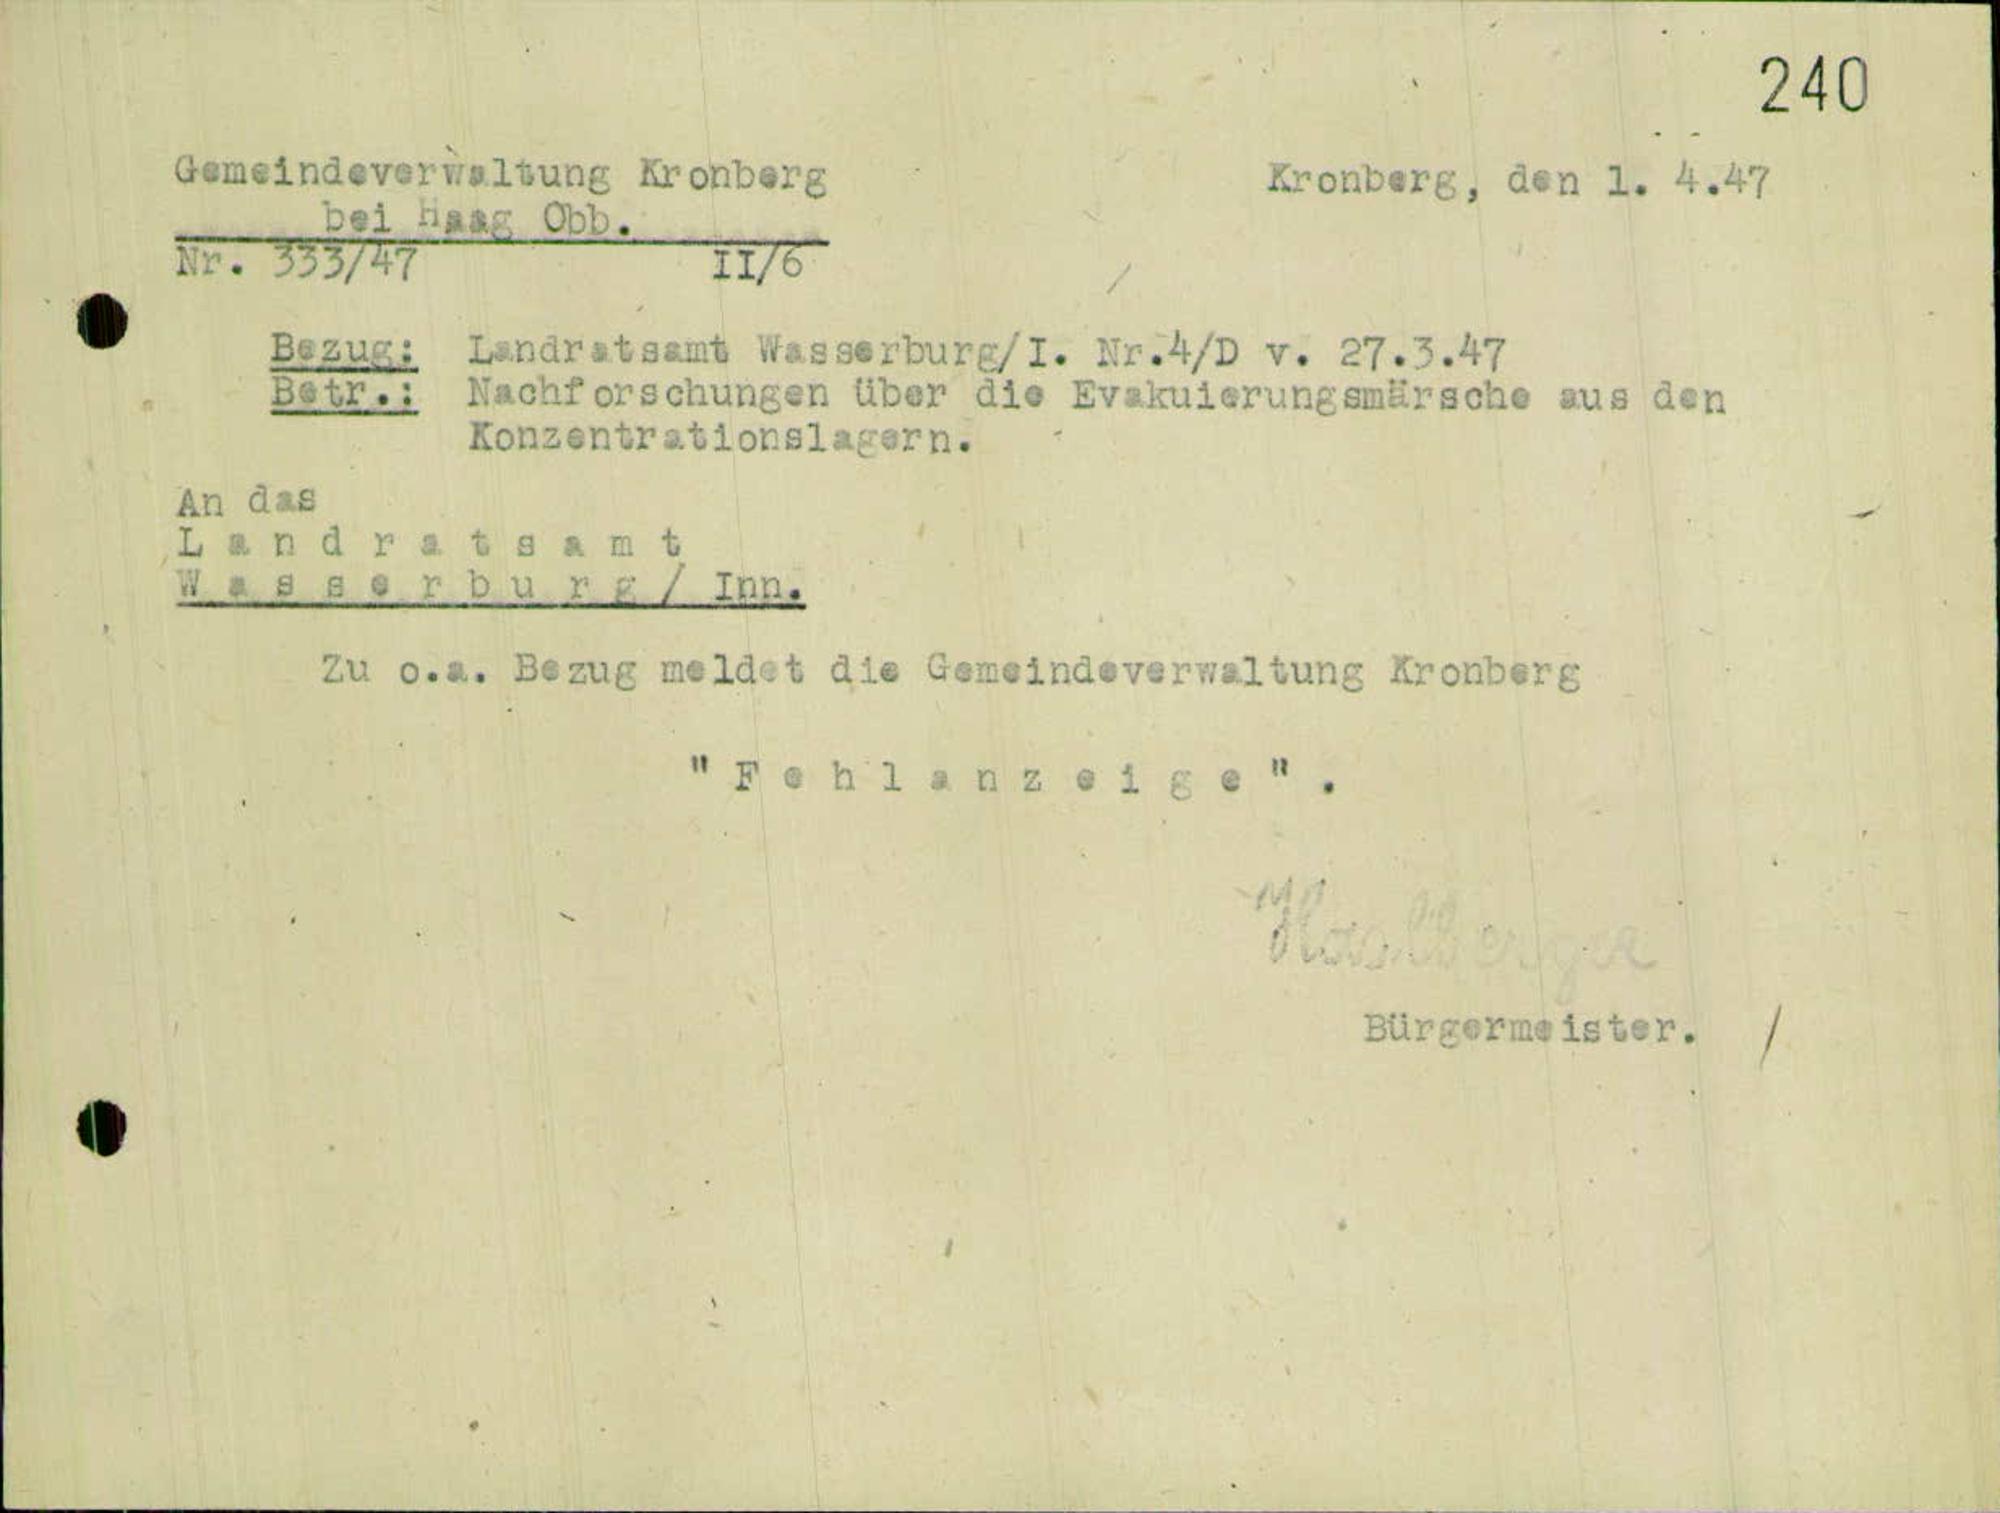 240
Gemeindeverwaltung Kronberg
Kronberg, den 1. 4.47
bei Haag Obb.
Nr. 333/47 II/6
Bezug: Landratsamt Wasserburg/I. Nr.4/D v. 27.3.47
Betr.: Nachforschungen über die Evakuierungsmärsche aus den
Konzentrationslagern.
An das
L a n d r a t s a m t
W a s s e r b u r g / Inn.
Zu o.a. Bezug meldet die Gemeindeverwaltung Kronberg
" F e h l a n z e i g e " .
Bürgermeister.